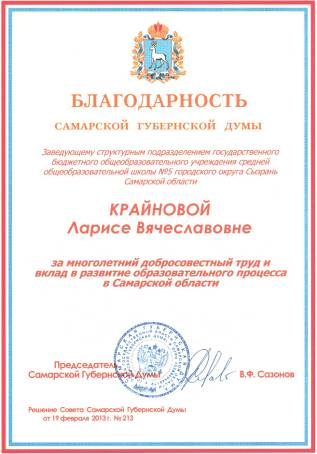 БЛАГОДАРНОСТЬ
САМАРСКОЙ ГУБЕРНСКОЙ ДУМЫ
Заведующему структурным подразделением государственного
бюджетного общеобразовательного учреждения средней
общеобразовательной школы №5 городского округа Сызрань
Самарской области
КРАЙНОВОЙ
Ларисе Вячеславовне
за многолетний добросовестный труд и
вклад в развитие образовательного процесса
в Самарской области
Председатель
Самарской Губернской Думы
В.Ф. Сазонов
Решение Совета Самарской Губернской Думы
от 19 февраля 2013 г. №213